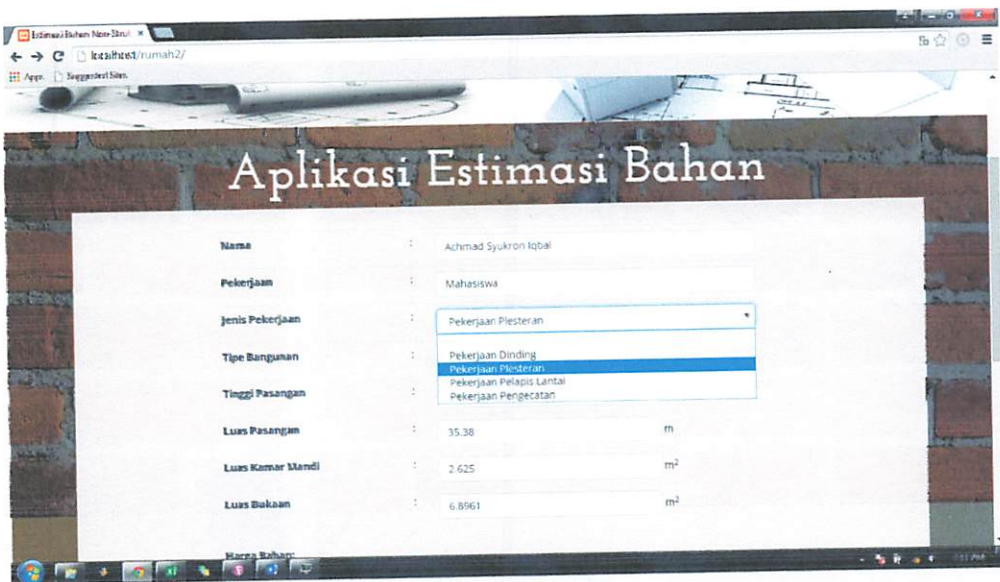 localhost/rumah2/
Apps Suggested Sites
Aplikasi Estimasi Bahan
Nama : Achmad Syukron Iqbal
Pekerjaan : Mahasiswa
Jenis Pekerjaan : Pekerjaan Plesteran
Tipe Bangunan :
Pekerjaan Dinding
Pekerjaan Plesteran
Pekerjaan Pelapis Lantai
Tinggi Pasangan :
Pekerjaan Pengecatan
Luas Pasangan : 35.38 m
Luas Kamar Mandi : 2.625 m²
Luas Bukaan : 6.8961 m²
Harga Bahan: